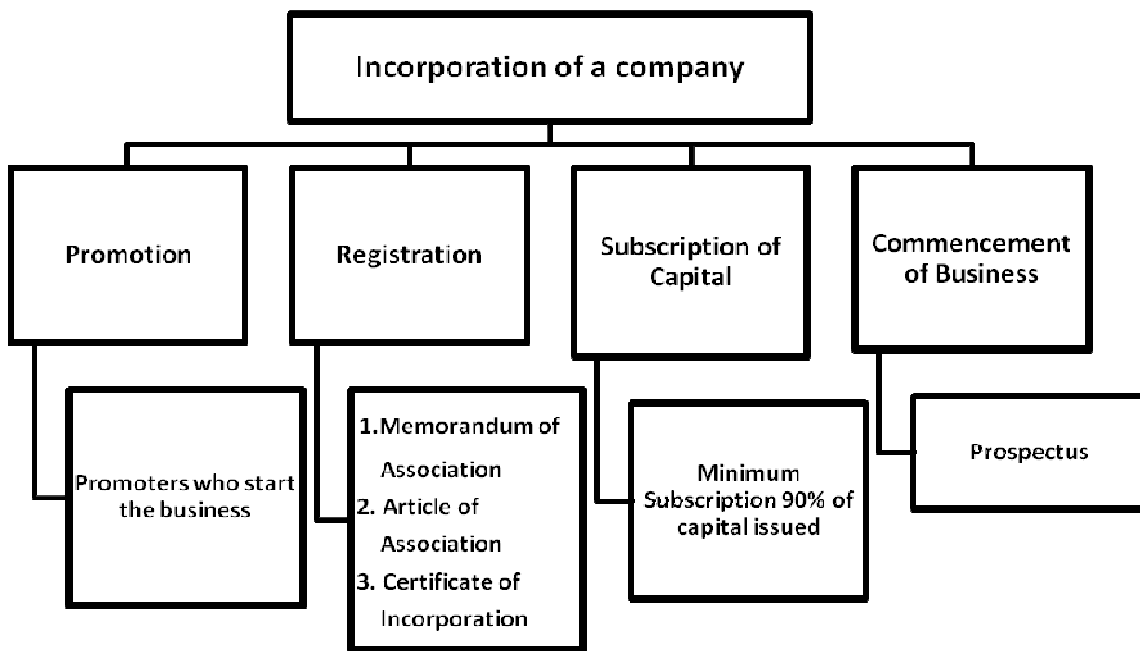 Incorporation of a company
Promotion
Registration
Subscription of
Capital
Commencement
of Business
Promoters who start
the business
1.Memorandum of
Association
2. Article of
Association
3. Certificate of
Incorporation
Minimum
Subscription 90% of
capital issued
Prospectus